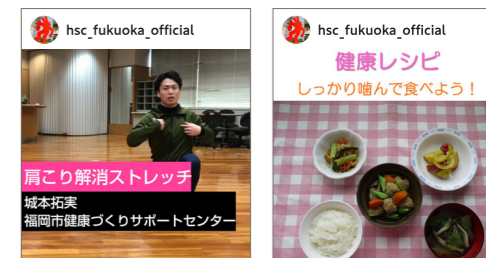 hsc_fukuoka_official
肩こり解消ストレッチ
城本拓実
福岡市健康づくりサポートセンター
hsc_fukuoka_official
健康レシピ
しっかり噛んで食べよう！